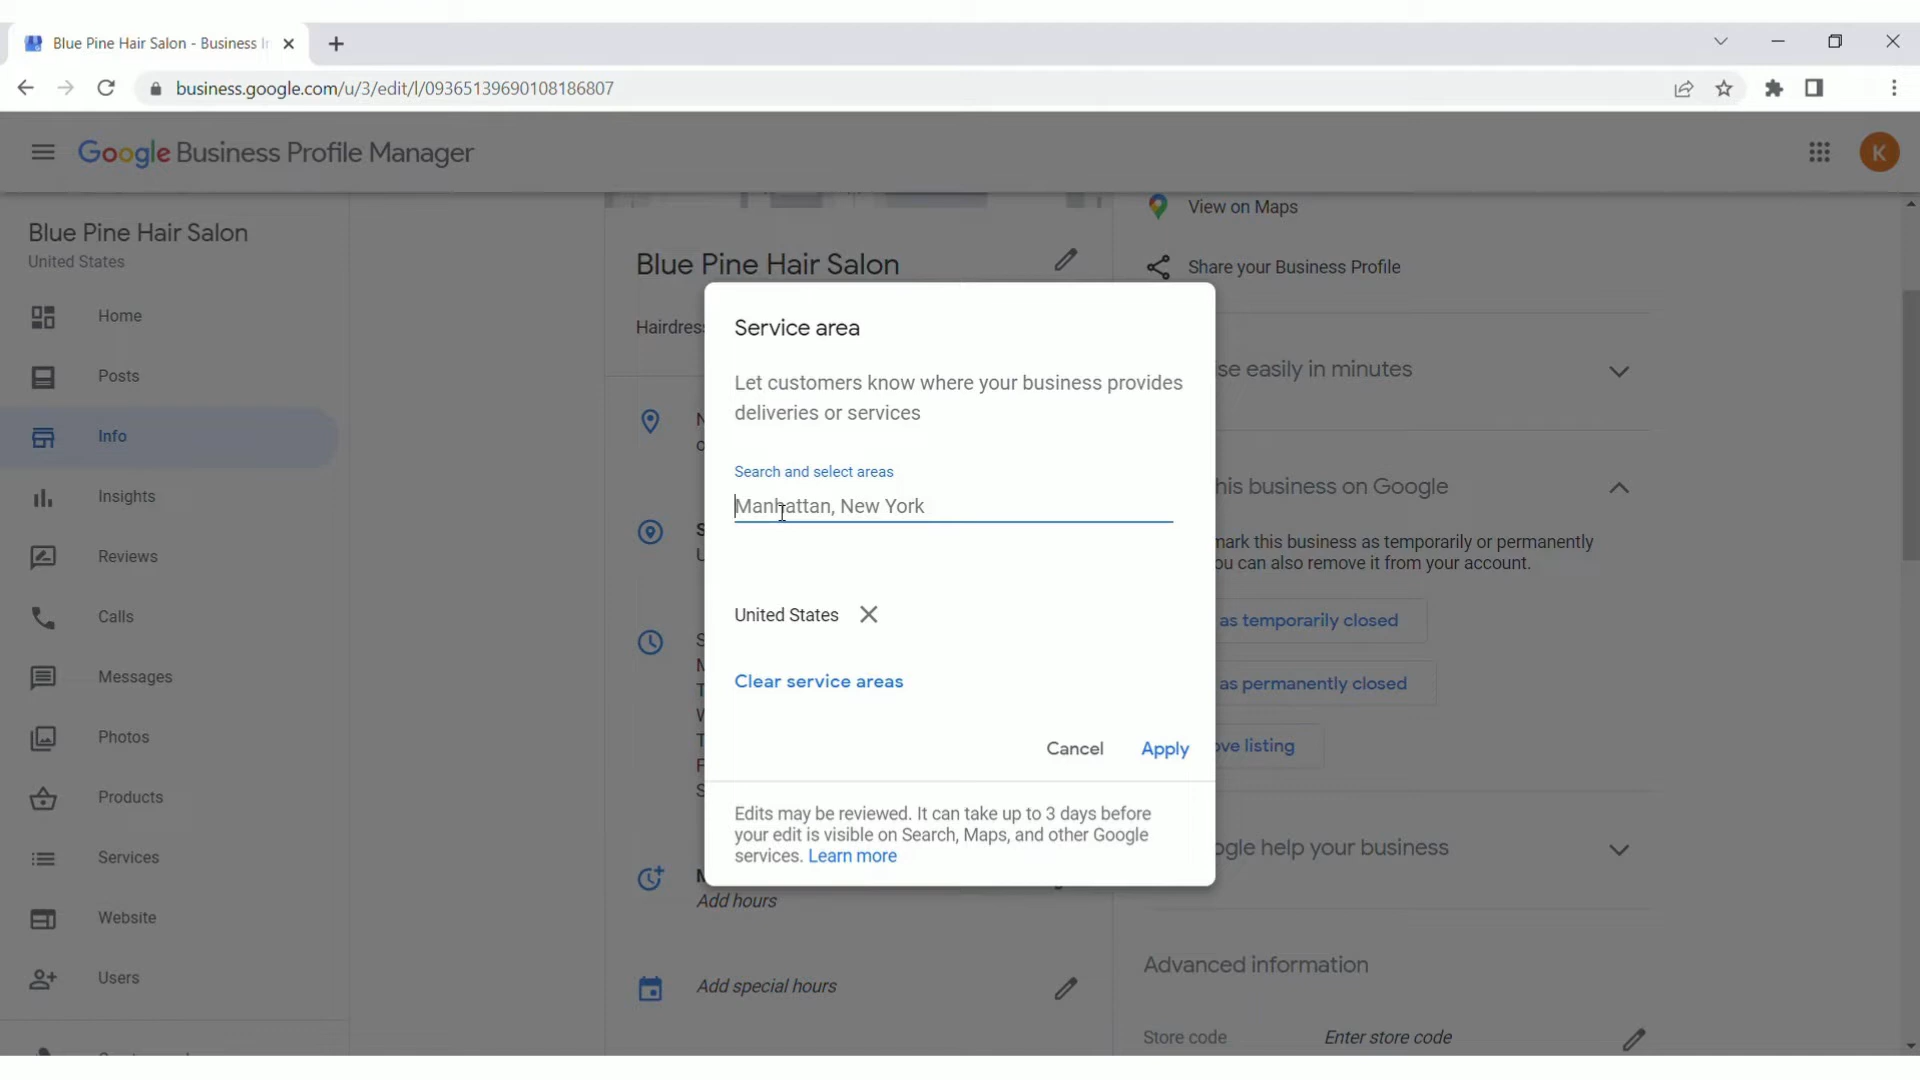 Blue Pine Hair Salon - Business
business.google.com/u/3/edit/l/09365139690108186807
Google Business Profile Manager
K
Blue Pine Hair Salon
United States
Home
Posts
Info
Insights
Reviews
Calls
Messages
Photos
Products
Services
Website
Users
Blue Pine Hair Salon
Service area
Let customers know where your business provides
deliveries or services
Search and select areas
Manhattan, New York
United States
Clear service areas
Cancel
Apply
Edits may be reviewed. It can take up to 3 days before
your edit is visible on Search, Maps, and other Google
services. Learn more
Add hours
Add special hours
View on Maps
Share your Business Profile
se easily in minutes
his business on Google
mark this business as temporarily or permanently
ou can also remove it from your account.
as temporarily closed
as permanently closed
ove listing
ogle help your business
Advanced information
Store code
Enter store code